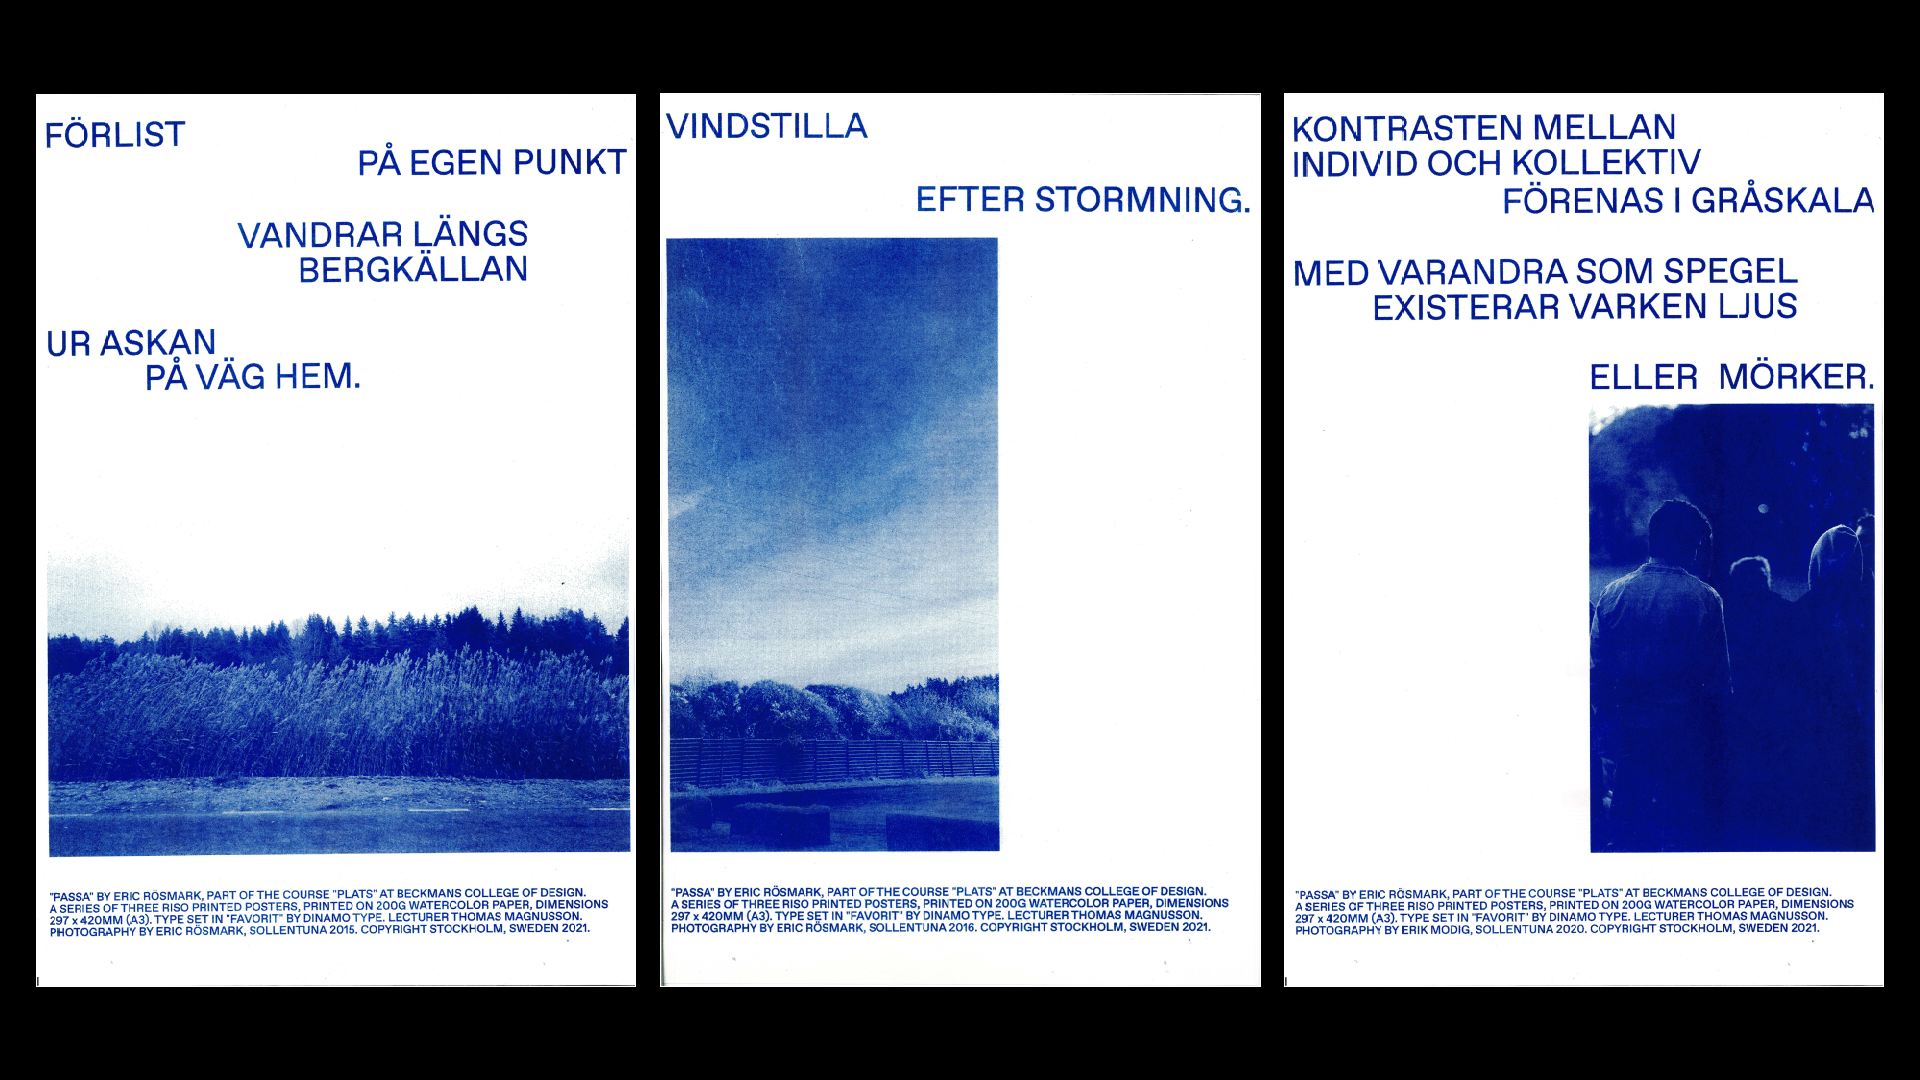 FÖRLIST
PÅ EGEN PUNKT
VANDRAR LÄNGS
BERGKÄLLAN
UR ASKAN
PÅ VÄG HEM.
"PASSA" BY ERIC RÖSMARK, PART OF THE COURSE "PLATS" AT BECKMANS COLLEGE OF DESIGN.
A SERIES OF THREE RISO PRINTED POSTERS, PRINTED ON 200G WATERCOLOR PAPER, DIMENSIONS
297 x 420MM (A3). TYPE SET IN "FAVORIT" BY DINAMO TYPE. LECTURER THOMAS MAGNUSSON.
PHOTOGRAPHY BY ERIC RÖSMARK, SOLLENTUNA 2015. COPYRIGHT STOCKHOLM, SWEDEN 2021.
VINDSTILLA
EFTER STORMNING.
"PASSA" BY ERIC RÖSMARK, PART OF THE COURSE "PLATS" AT BECKMANS COLLEGE OF DESIGN.
A SERIES OF THREE RISO PRINTED POSTERS, PRINTED ON 200G WATERCOLOR PAPER, DIMENSIONS
297 x 420MM (A3). TYPE SET IN "FAVORIT" BY DINAMO TYPE. LECTURER THOMAS MAGNUSSON.
PHOTOGRAPHY BY ERIC RÖSMARK, SOLLENTUNA 2016. COPYRIGHT STOCKHOLM, SWEDEN 2021.
KONTRASTEN MELLAN
INDIVID OCH KOLLEKTIV
FÖRENAS I GRÅSKALA
MED VARANDRA SOM SPEGEL
EXISTERAR VARKEN LJUS
ELLER MÖRKER.
"PASSA" BY ERIC RÖSMARK, PART OF THE COURSE "PLATS" AT BECKMANS COLLEGE OF DESIGN.
A SERIES OF THREE RISO PRINTED POSTERS, PRINTED ON 200G WATERCOLOR PAPER, DIMENSIONS
297 x 420MM (A3). TYPE SET IN "FAVORIT" BY DINAMO TYPE. LECTURER THOMAS MAGNUSSON.
PHOTOGRAPHY BY ERIK MODIG, SOLLENTUNA 2020. COPYRIGHT STOCKHOLM, SWEDEN 2021.